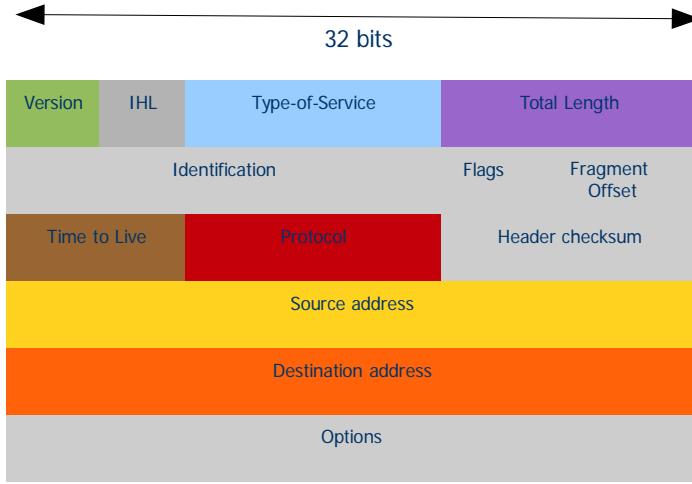 32 bits
Version IHL Type-of-Service Total Length
Identification Flags Fragment
Offset
Time to Live Protocol Header checksum
Source address
Destination address
Options